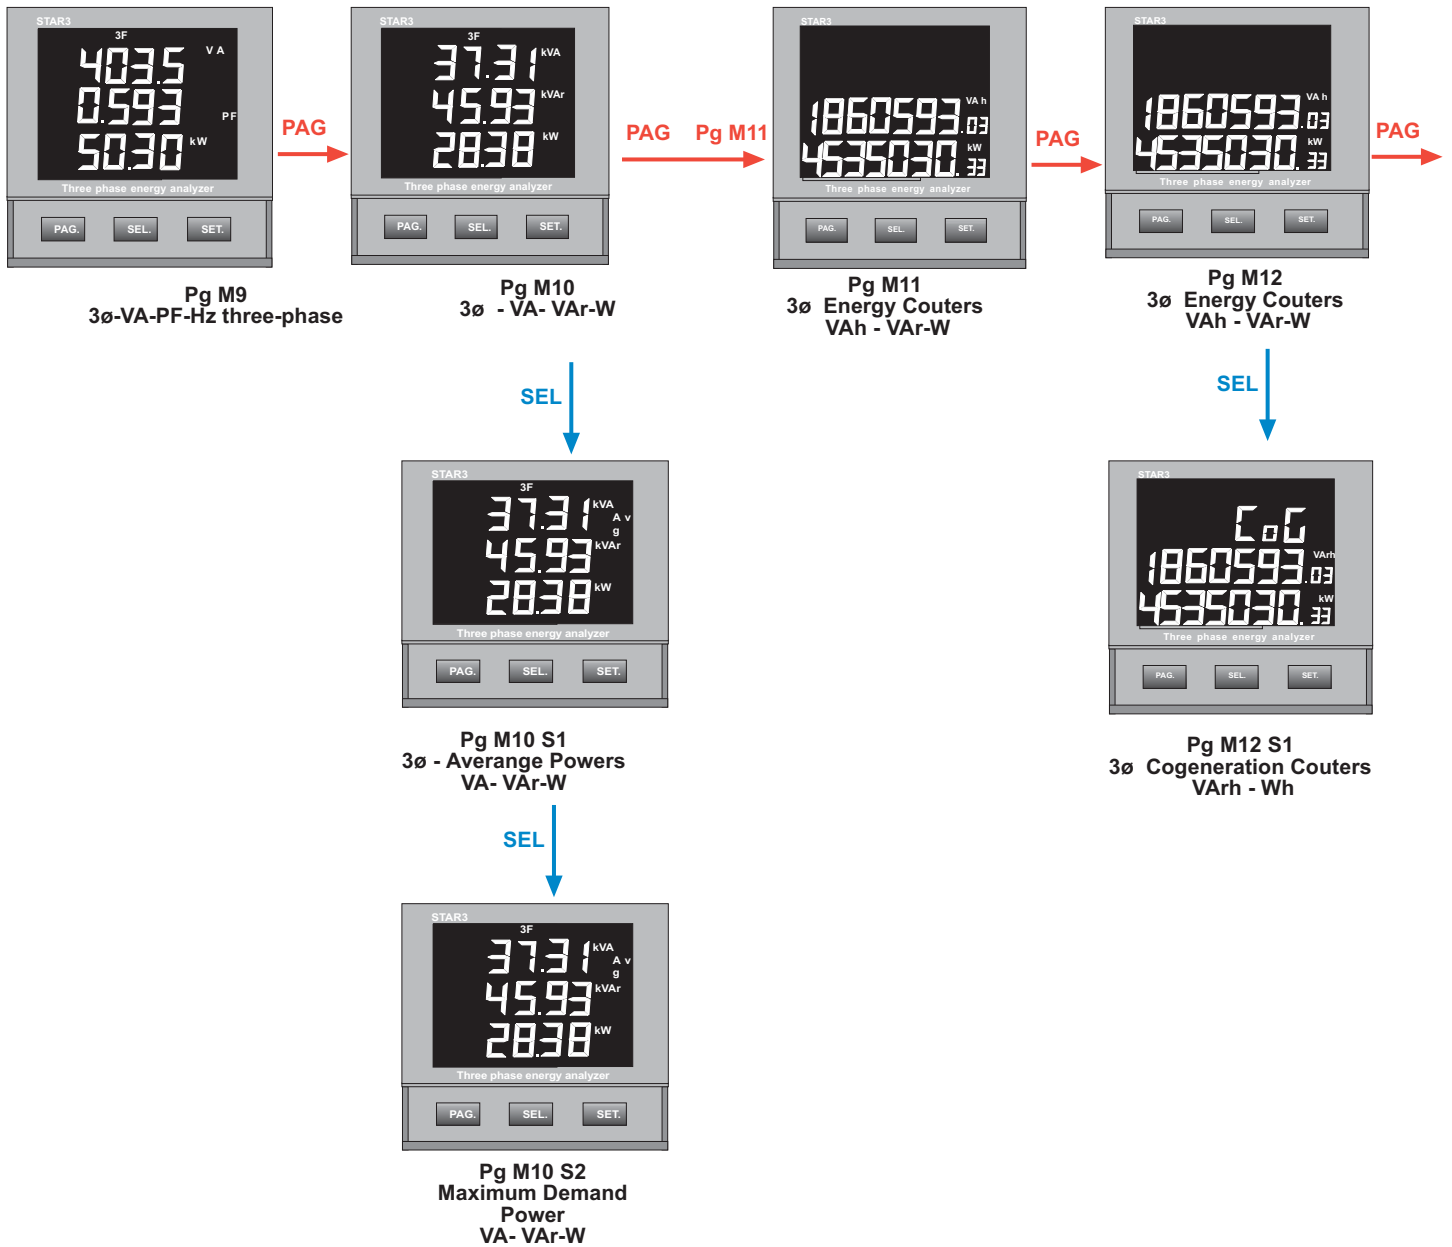 STAR3
3F
403.5 V A
0.593 PF
50.30 kW
Three phase energy analyzer
PAG. SEL. SET.
Pg M9
3ø-VA-PF-Hz three-phase
PAG
STAR3
3F
37.31 kVA
45.93 kVAr
28.38 kW
Three phase energy analyzer
PAG. SEL. SET.
Pg M10
3ø - VA- VAr-W
PAG Pg M11
STAR3
1860593.03 VA h
4535030.33 kW
Three phase energy analyzer
PAG. SEL. SET.
Pg M11
3ø Energy Couters
VAh - VAr-W
PAG
STAR3
1860593.03 VA h
4535030.33 kW
Three phase energy analyzer
PAG. SEL. SET.
Pg M12
3ø Energy Couters
VAh - VAr-W
PAG
SEL
STAR3
3F
37.31 kVA
A v
g
45.93 kVAr
28.38 kW
Three phase energy analyzer
PAG. SEL. SET.
Pg M10 S1
3ø - Averange Powers
VA- VAr-W
SEL
STAR3
3F
37.31 kVA
A v
g
45.93 kVAr
28.38 kW
Three phase energy analyzer
PAG. SEL. SET.
Pg M10 S2
Maximum Demand
Power
VA- VAr-W
SEL
STAR3
CoG
1860593.03 VArh
4535030.33 kW
Three phase energy analyzer
PAG. SEL. SET.
Pg M12 S1
3ø Cogeneration Couters
VArh - Wh